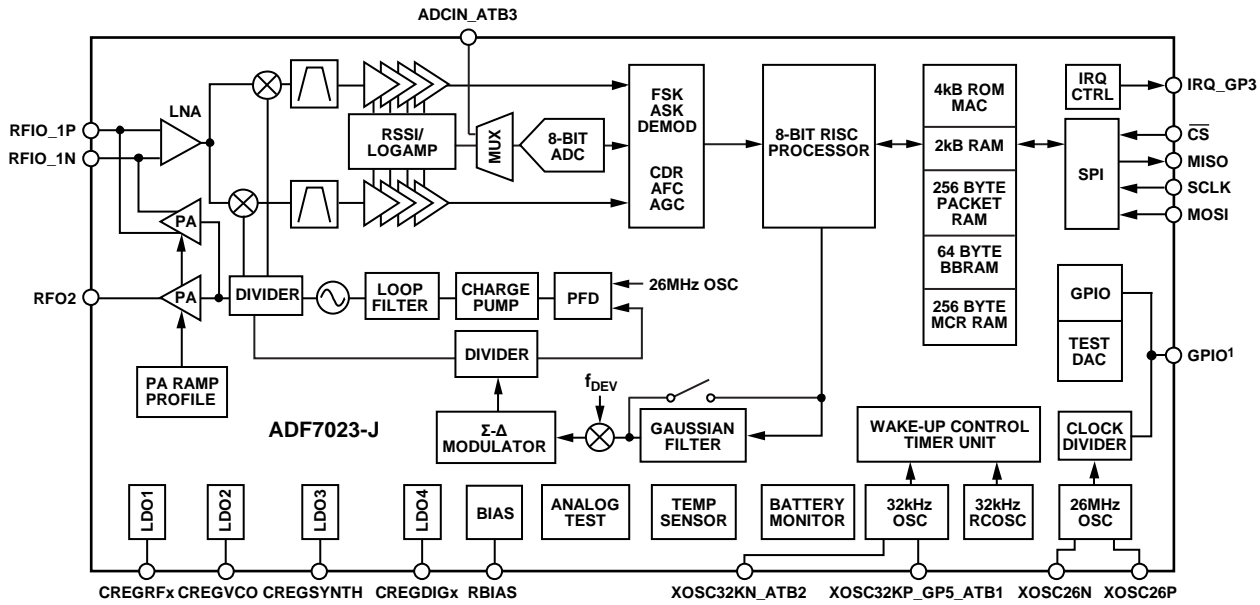 ADCIN_ATB3
RFIO_1P
RFIO_1N
LNA
RSSI/
LOGAMP
MUX
8-BIT
ADC
FSK
ASK
DEMOD
CDR
AFC
AGC
8-BIT RISC
PROCESSOR
4kB ROM
MAC
2kB RAM
256 BYTE
PACKET
RAM
64 BYTE
BBRAM
256 BYTE
MCR RAM
IRQ
CTRL
SPI
IRQ_GP3
CS
MISO
SCLK
MOSI
PA
RFO2
PA
DIVIDER
LOOP
FILTER
CHARGE
PUMP
PFD
26MHz OSC
GPIO
TEST
DAC
GPIO¹
PA RAMP
PROFILE
DIVIDER
fDEV
ADF7023-J
Σ-Δ
MODULATOR
GAUSSIAN
FILTER
WAKE-UP CONTROL
TIMER UNIT
CLOCK
DIVIDER
LDO1
LDO2
LDO3
LDO4
BIAS
ANALOG
TEST
TEMP
SENSOR
BATTERY
MONITOR
32kHz
OSC
32kHz
RCOSC
26MHz
OSC
CREGRFx
CREGVCO
CREGSYNTH
CREGDIGx
RBIAS
XOSC32KN_ATB2
XOSC32KP_GP5_ATB1
XOSC26N
XOSC26P